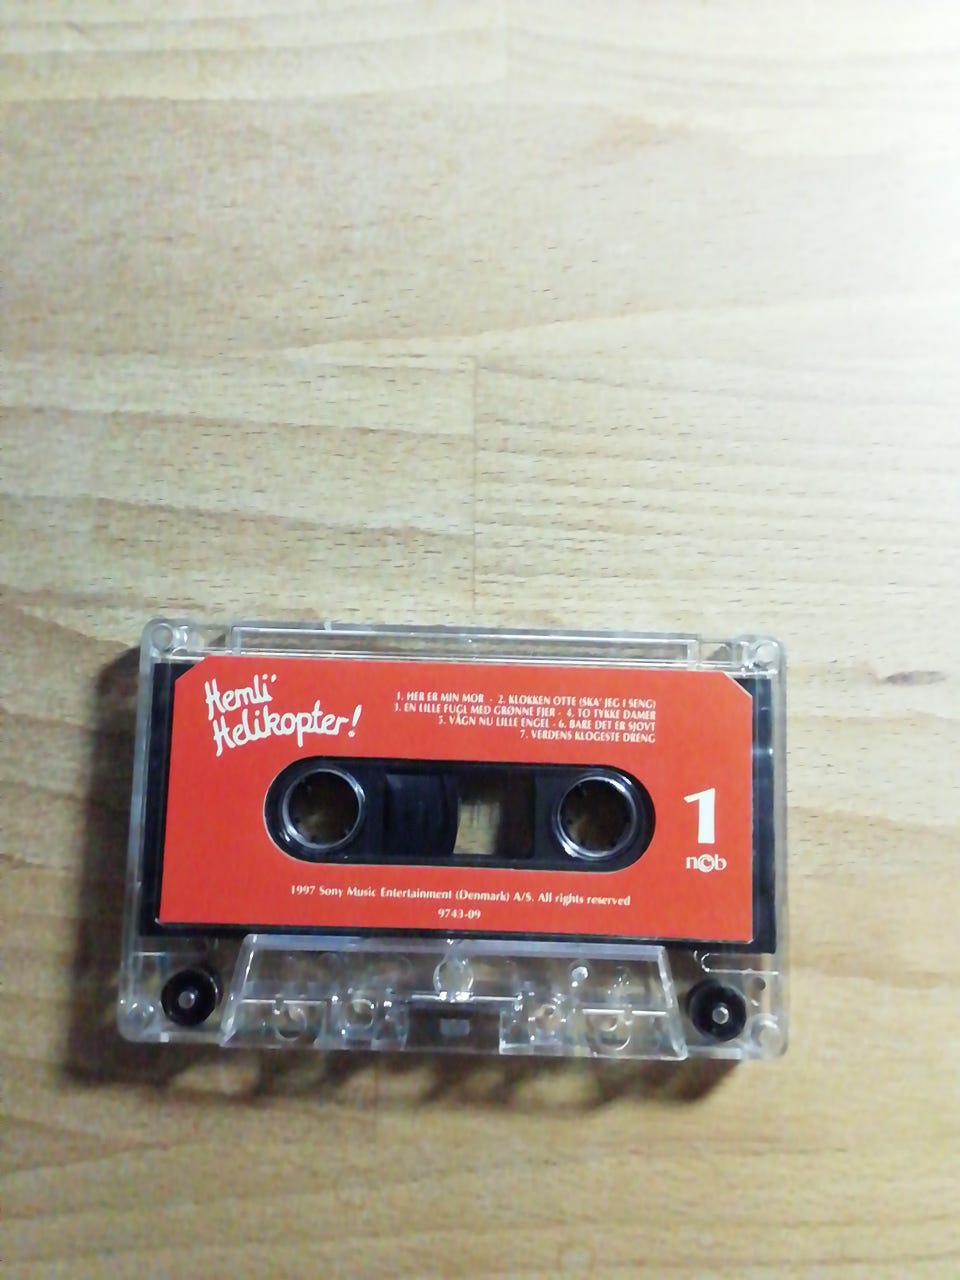 Hemli'
Helikopter!
1. HER ER MIN MOR - 2. KLOKKEN OTTE (SKA' JEG I SENG)
3. EN LILLE FUGL MED GRØNNE FJER - 4. TO TYKKE DAMER
5. VÅGN NU LILLE ENGEL - 6. BARE DET ER SJOVT
7. VERDENS KLOGESTE DRENG
1
ncb
1997 Sony Music Entertainment (Denmark) A/S. All rights reserved
9743-09